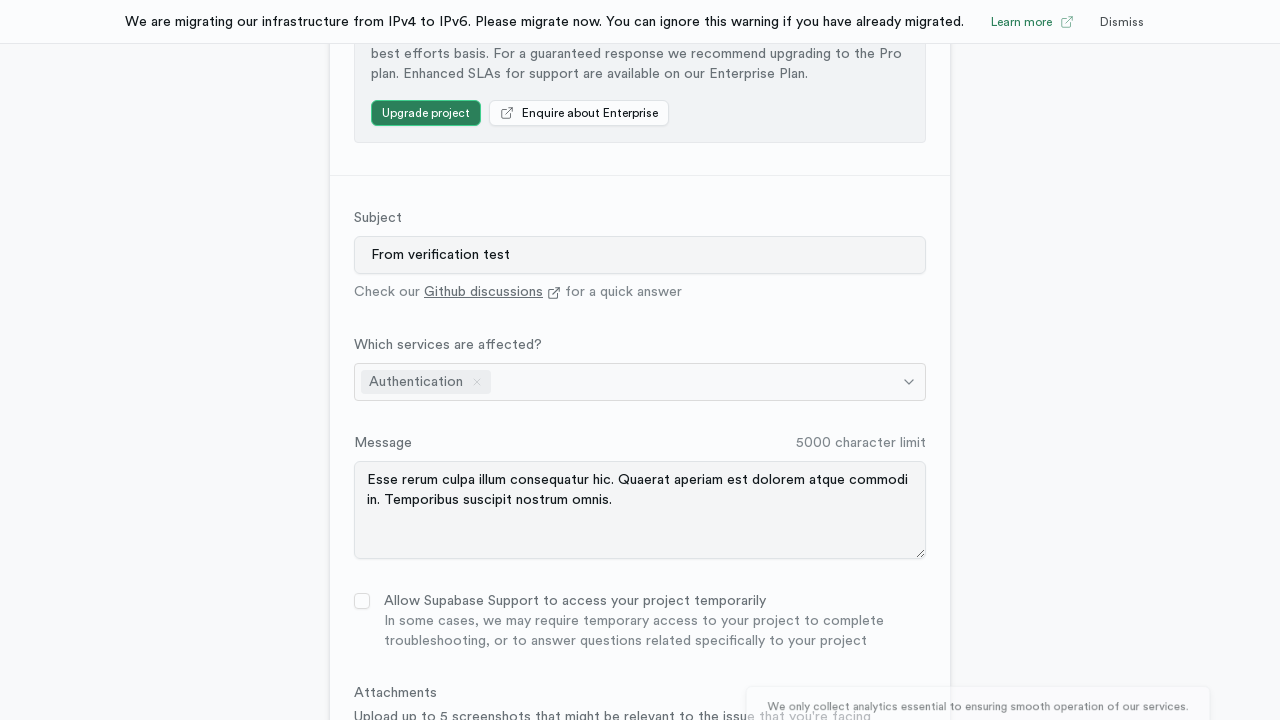 We are migrating our infrastructure from IPv4 to IPv6. Please migrate now. You can ignore this warning if you have already migrated. Learn more Dismiss
best efforts basis. For a guaranteed response we recommend upgrading to the Pro
plan. Enhanced SLAs for support are available on our Enterprise Plan.
Upgrade project Enquire about Enterprise
Subject
From verification test
Check our Github discussions for a quick answer
Which services are affected?
Authentication
Message 5000 character limit
Esse rerum culpa illum consequatur hic. Quaerat aperiam est dolorem atque commodi
in. Temporibus suscipit nostrum omnis.
Allow Supabase Support to access your project temporarily
In some cases, we may require temporary access to your project to complete
troubleshooting, or to answer questions related specifically to your project
Attachments
We only collect analytics essential to ensuring smooth operation of our services.
Upload up to 5 screenshots that might be relevant to the issue that you're facing